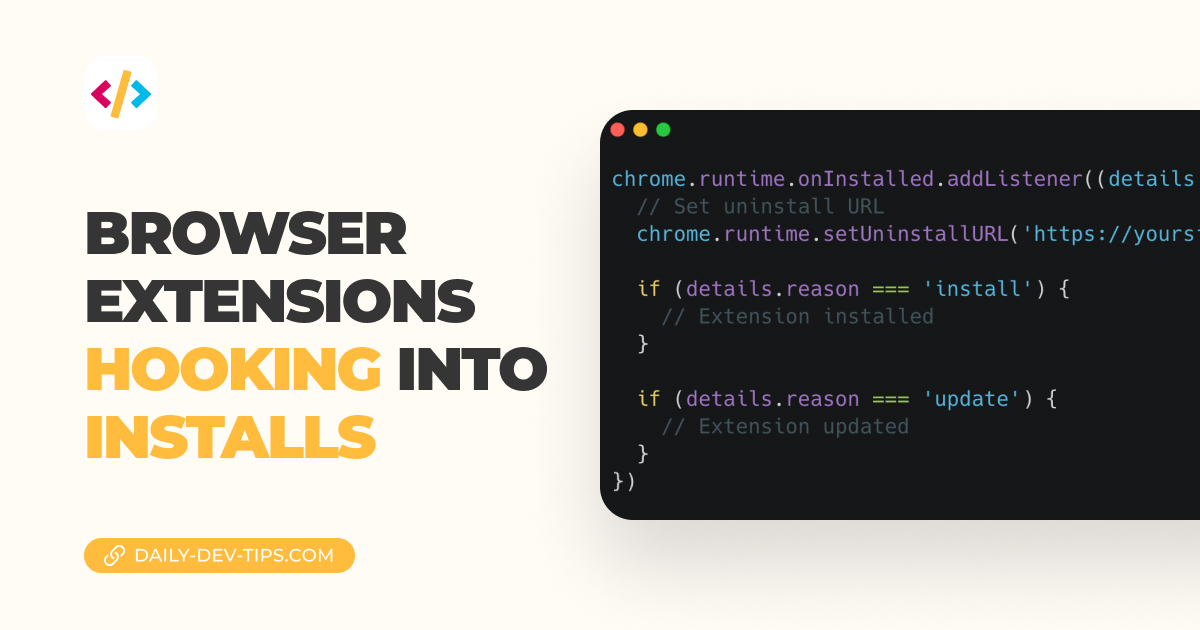 BROWSER
EXTENSIONS
HOOKING INTO
INSTALLS
DAILY-DEV-TIPS.COM
chrome.runtime.onInstalled.addListener((details
  // Set uninstall URL
  chrome.runtime.setUninstallURL('https://yourst
  if (details.reason === 'install') {
    // Extension installed
  }
  if (details.reason === 'update') {
    // Extension updated
  }
})